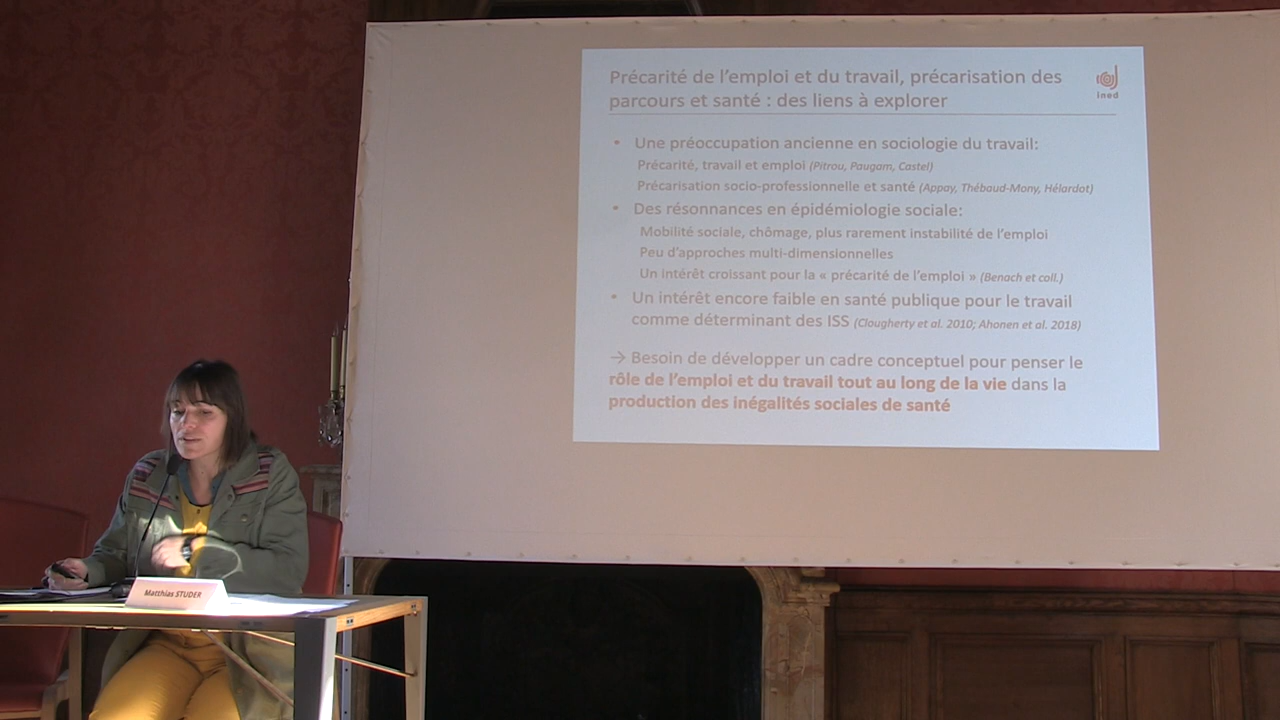 Précarité de l'emploi et du travail, précarisation des
parcours et santé : des liens à explorer
ined
• Une préoccupation ancienne en sociologie du travail:
Précarité, travail et emploi (Pitrou, Paugam, Castel)
Précarisation socio-professionnelle et santé (Appay, Thébaud-Mony, Hélardot)
• Des résonnances en épidémiologie sociale:
Mobilité sociale, chômage, plus rarement instabilité de l'emploi
Peu d'approches multi-dimensionnelles
Un intérêt croissant pour la « précarité de l'emploi » (Benach et coll.)
• Un intérêt encore faible en santé publique pour le travail
comme déterminant des ISS (Clougherty et al. 2010; Ahonen et al. 2018)
→ Besoin de développer un cadre conceptuel pour penser le
rôle de l'emploi et du travail tout au long de la vie dans la
production des inégalités sociales de santé
Matthias STUDER